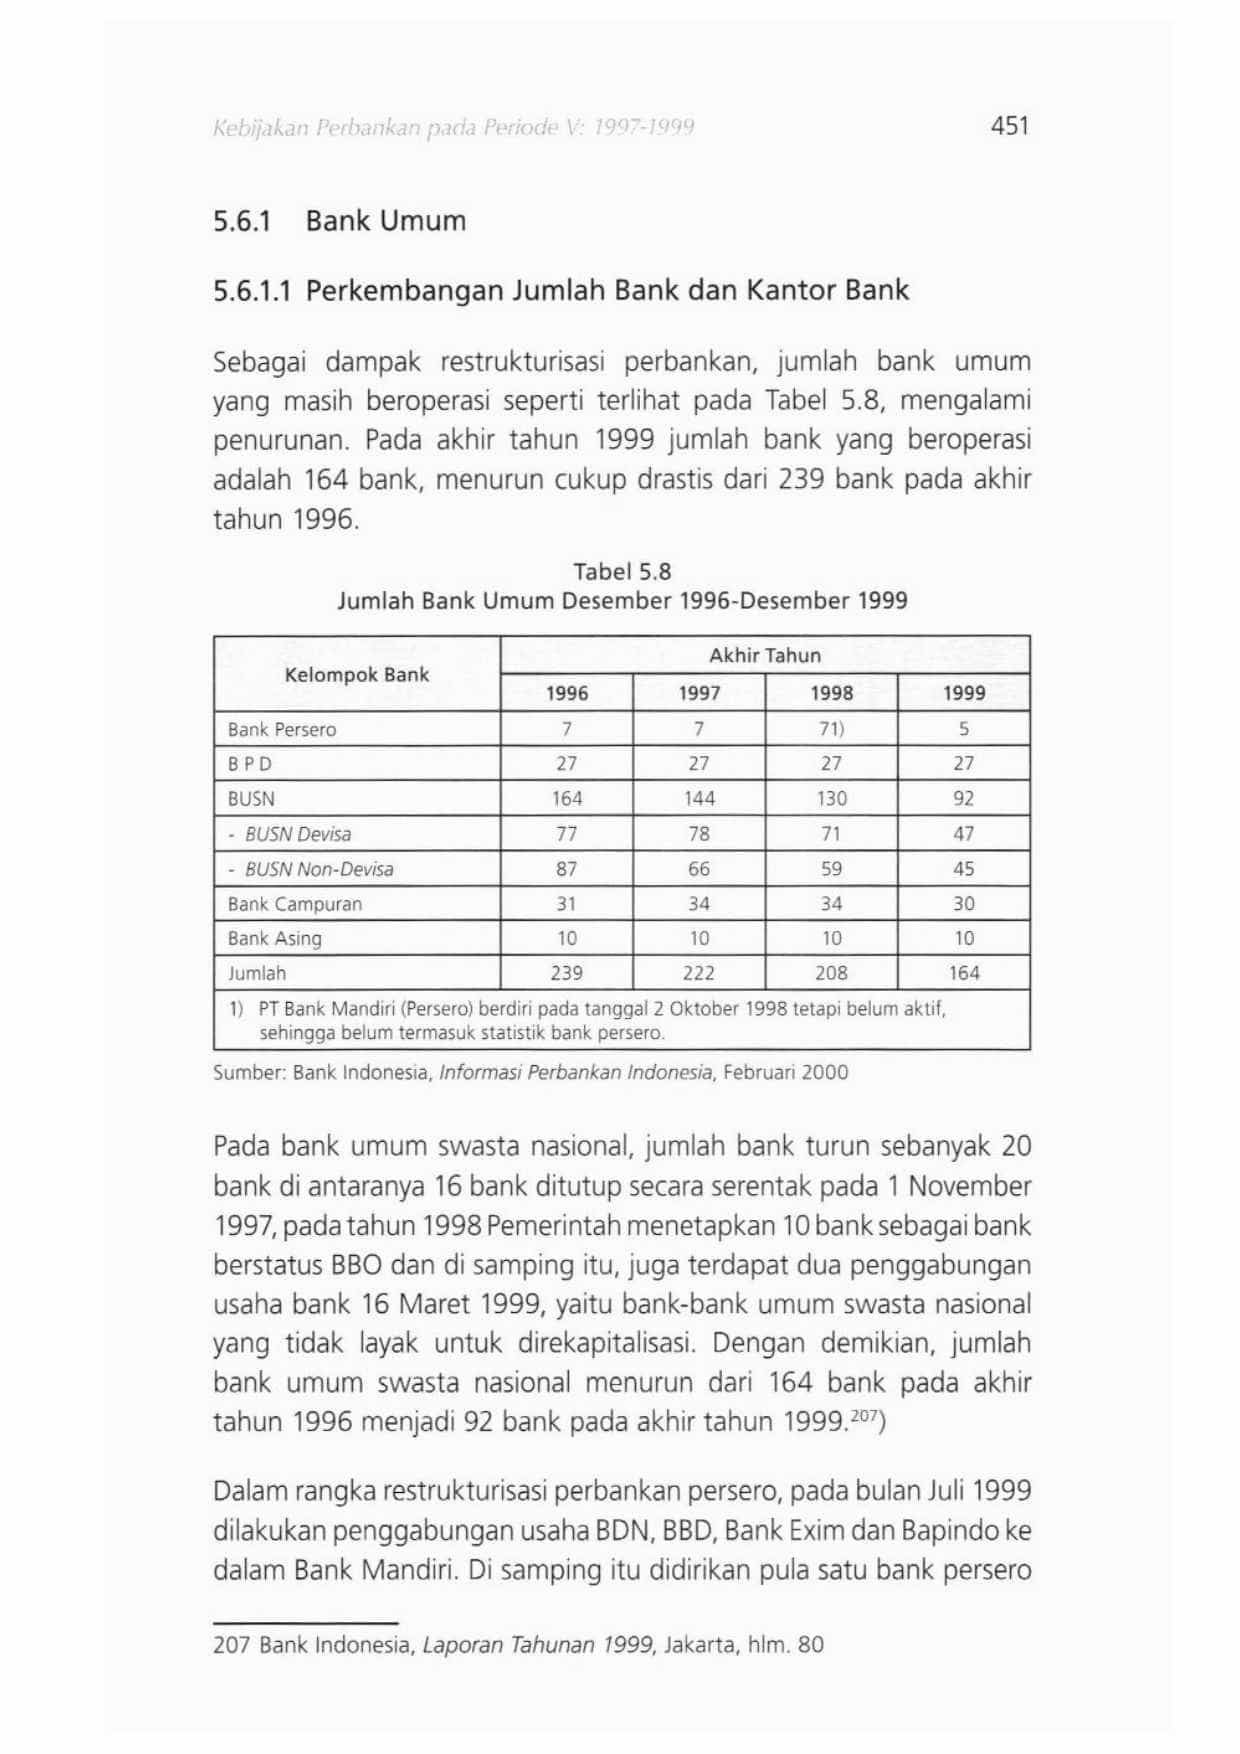 Kebijakan Perbankan pada Periode V: 1997-1999 451
5.6.1 Bank Umum
5.6.1.1 Perkembangan Jumlah Bank dan Kantor Bank
Sebagai dampak restrukturisasi perbankan, jumlah bank umum
yang masih beroperasi seperti terlihat pada Tabel 5.8, mengalami
penurunan. Pada akhir tahun 1999 jumlah bank yang beroperasi
adalah 164 bank, menurun cukup drastis dari 239 bank pada akhir
tahun 1996.
Tabel 5.8
Jumlah Bank Umum Desember 1996-Desember 1999
Kelompok Bank Akhir Tahun
1996 1997 1998 1999
Bank Persero 7 7 71) 5
B P D 27 27 27 27
BUSN 164 144 130 92
- BUSN Devisa 77 78 71 47
- BUSN Non-Devisa 87 66 59 45
Bank Campuran 31 34 34 30
Bank Asing 10 10 10 10
Jumlah 239 222 208 164
1) PT Bank Mandiri (Persero) berdiri pada tanggal 2 Oktober 1998 tetapi belum aktif,
sehingga belum termasuk statistik bank persero.
Sumber: Bank Indonesia, Informasi Perbankan Indonesia, Februari 2000
Pada bank umum swasta nasional, jumlah bank turun sebanyak 20
bank di antaranya 16 bank ditutup secara serentak pada 1 November
1997, pada tahun 1998 Pemerintah menetapkan 10 bank sebagai bank
berstatus BBO dan di samping itu, juga terdapat dua penggabungan
usaha bank 16 Maret 1999, yaitu bank-bank umum swasta nasional
yang tidak layak untuk direkapitalisasi. Dengan demikian, jumlah
bank umum swasta nasional menurun dari 164 bank pada akhir
tahun 1996 menjadi 92 bank pada akhir tahun 1999.207)
Dalam rangka restrukturisasi perbankan persero, pada bulan Juli 1999
dilakukan penggabungan usaha BDN, BBD, Bank Exim dan Bapindo ke
dalam Bank Mandiri. Di samping itu didirikan pula satu bank persero
207 Bank Indonesia, Laporan Tahunan 1999, Jakarta, hlm. 80